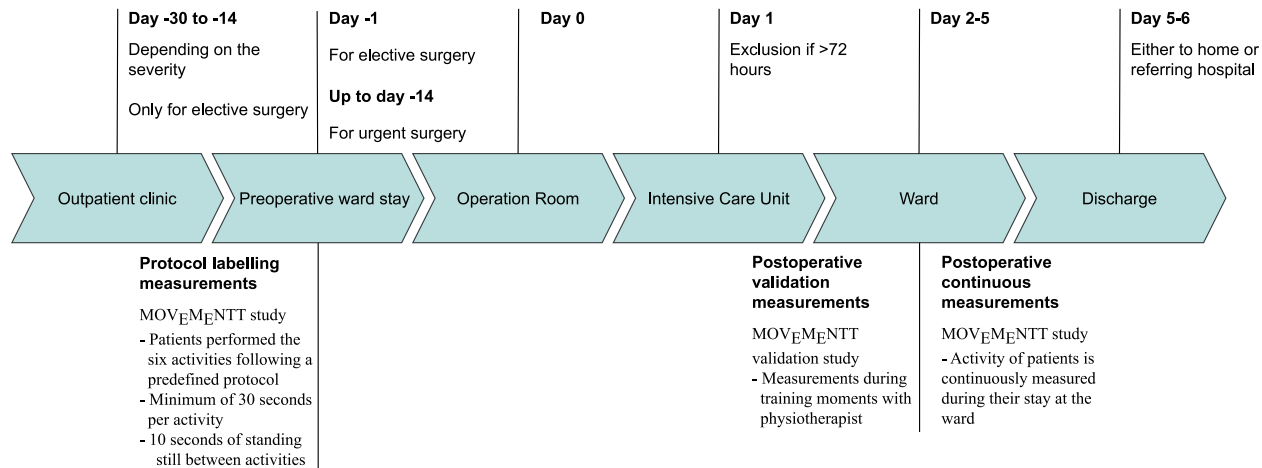 Day -30 to -14
Depending on the
severity
Only for elective surgery
Day -1
For elective surgery
Up to day -14
For urgent surgery
Day 0
Day 1
Exclusion if >72
hours
Day 2-5
Day 5-6
Either to home or
referring hospital
Outpatient clinic
Preoperative ward stay
Operation Room
Intensive Care Unit
Ward
Discharge
Protocol labelling
measurements
MOVEMENTT study
- Patients performed the
six activities following a
predefined protocol
- Minimum of 30 seconds
per activity
- 10 seconds of standing
still between activities
Postoperative
validation
measurements
MOVEMENTT
validation study
- Measurements during
training moments with
physiotherapist
Postoperative
continuous
measurements
MOVEMENTT study
- Activity of patients is
continuously measured
during their stay at the
ward